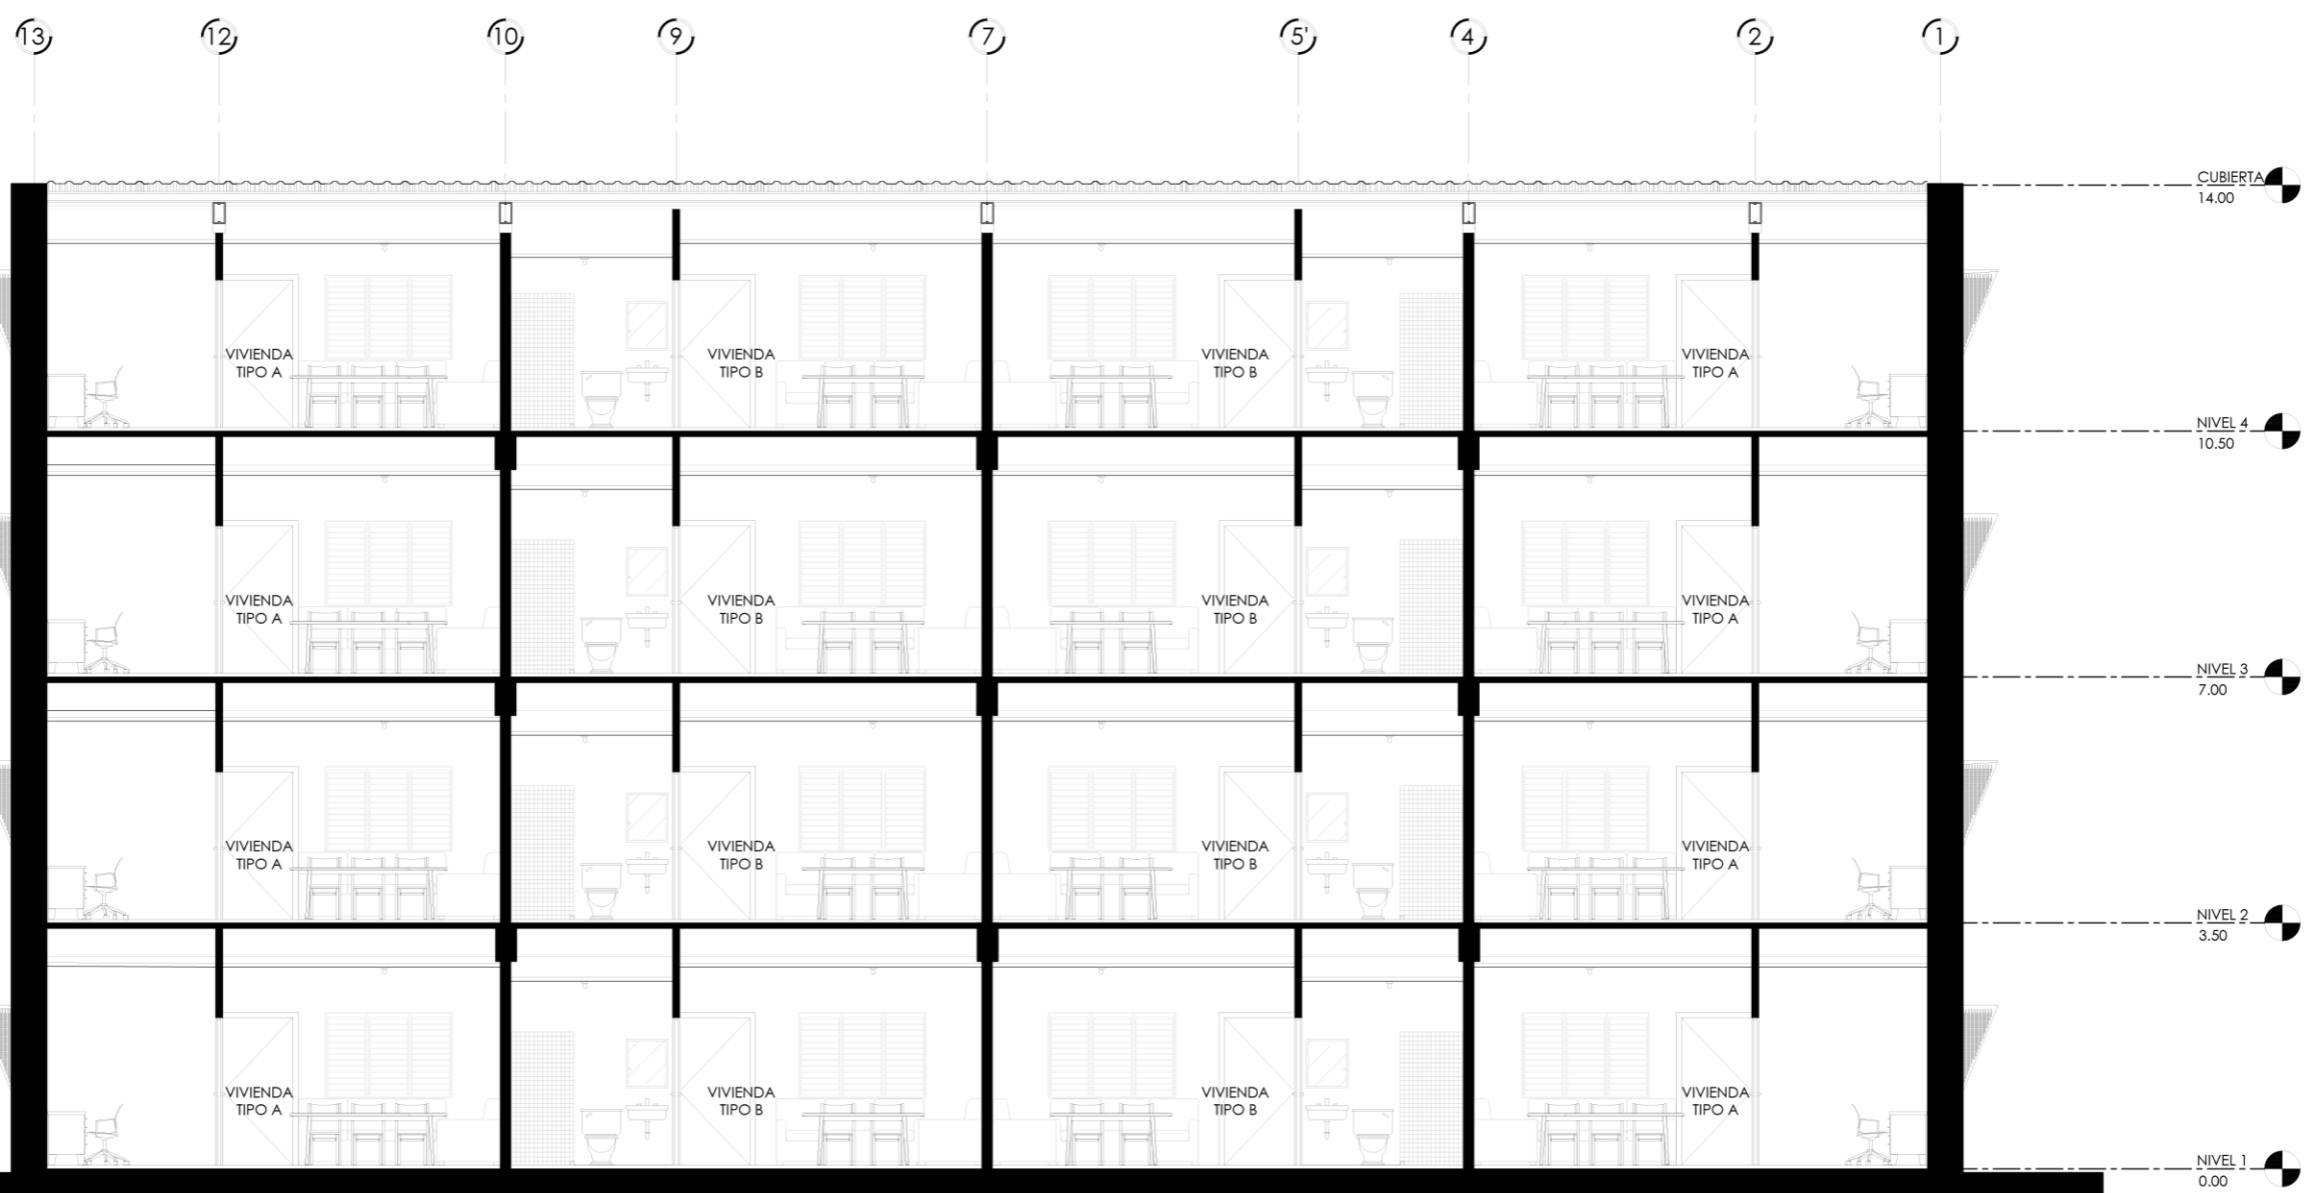 13 12 10 9 7 5' 4 2 1
CUBIERTA
14.00
VIVIENDA VIVIENDA VIVIENDA VIVIENDA
TIPO A TIPO B TIPO B TIPO A
NIVEL 4
10.50
VIVIENDA VIVIENDA VIVIENDA VIVIENDA
TIPO A TIPO B TIPO B TIPO A
NIVEL 3
7.00
VIVIENDA VIVIENDA VIVIENDA VIVIENDA
TIPO A TIPO B TIPO B TIPO A
NIVEL 2
3.50
VIVIENDA VIVIENDA VIVIENDA VIVIENDA
TIPO A TIPO B TIPO B TIPO A
NIVEL 1
0.00